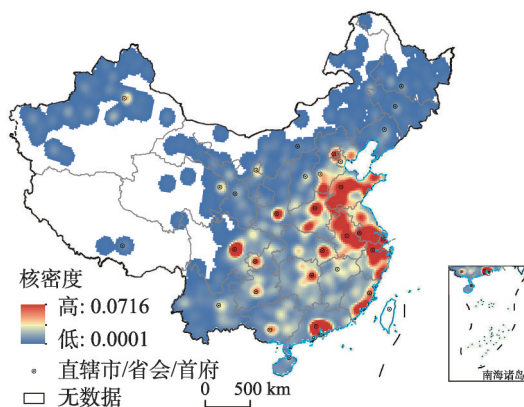 核密度
高: 0.0716
低: 0.0001
直辖市/省会/首府
无数据
0 500 km
南海诸岛